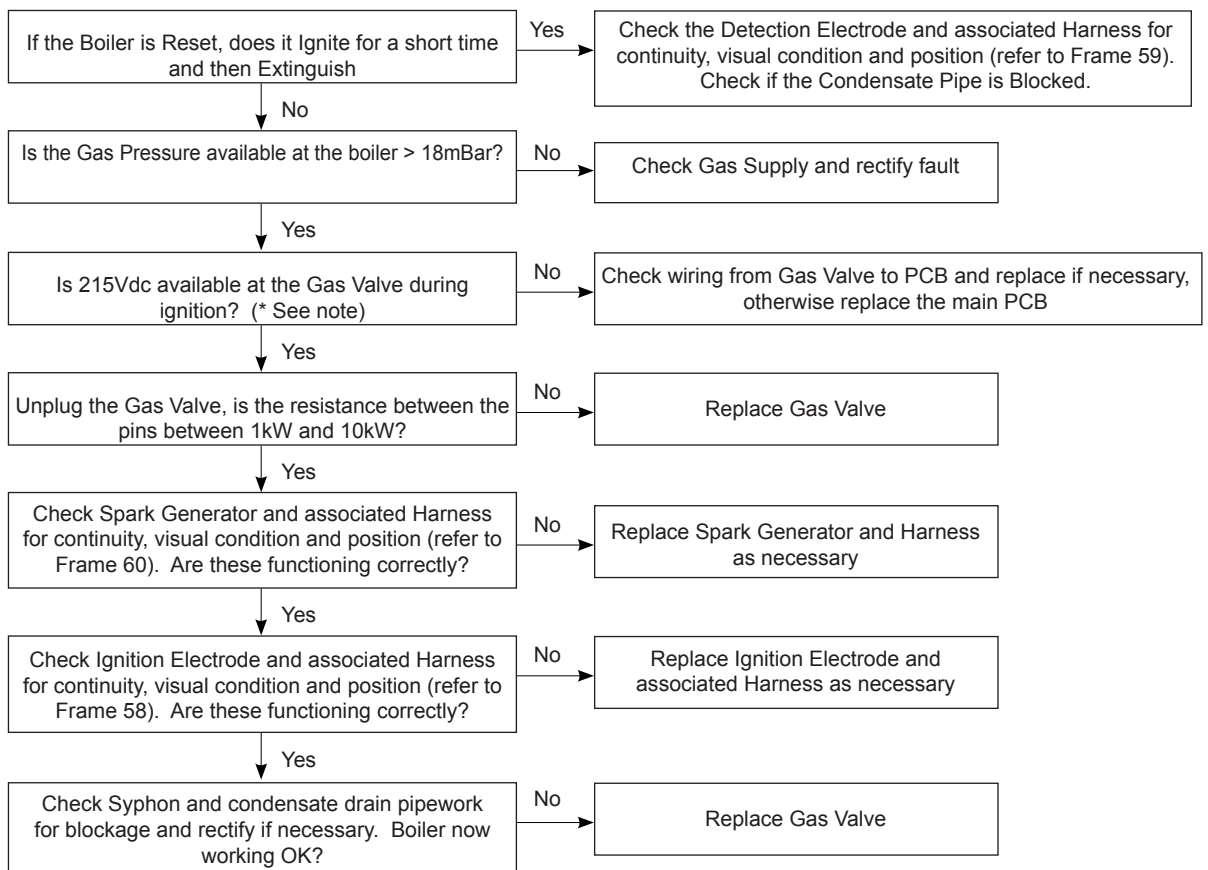 If the Boiler is Reset, does it Ignite for a short time
and then Extinguish
Yes
Check the Detection Electrode and associated Harness for
continuity, visual condition and position (refer to Frame 59).
Check if the Condensate Pipe is Blocked.
No
Is the Gas Pressure available at the boiler > 18mBar?
No
Check Gas Supply and rectify fault
Yes
Is 215Vdc available at the Gas Valve during
ignition? (* See note)
No
Check wiring from Gas Valve to PCB and replace if necessary,
otherwise replace the main PCB
Yes
Unplug the Gas Valve, is the resistance between the
pins between 1kW and 10kW?
No
Replace Gas Valve
Yes
Check Spark Generator and associated Harness
for continuity, visual condition and position (refer to
Frame 60). Are these functioning correctly?
No
Replace Spark Generator and Harness
as necessary
Yes
Check Ignition Electrode and associated Harness
for continuity, visual condition and position (refer to
Frame 58). Are these functioning correctly?
No
Replace Ignition Electrode and
associated Harness as necessary
Yes
Check Syphon and condensate drain pipework
for blockage and rectify if necessary. Boiler now
working OK?
No
Replace Gas Valve